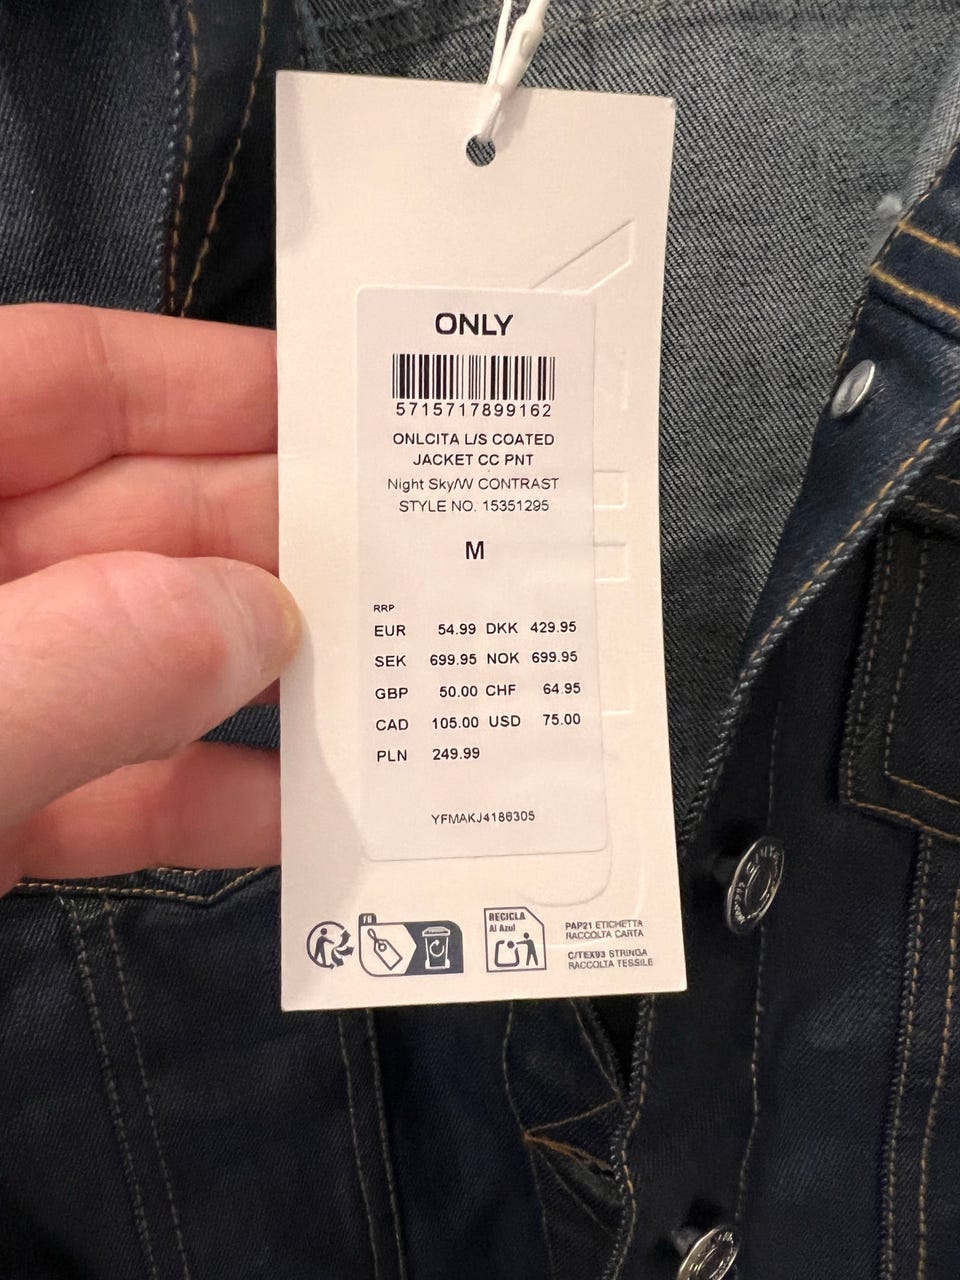 ONLY
5715717899162
ONLCITA L/S COATED
JACKET CC PNT
Night Sky/W CONTRAST
STYLE NO. 15351295
M
RRP
EUR 54.99 DKK 429.95
SEK 699.95 NOK 699.95
GBP 50.00 CHF 64.95
CAD 105.00 USD 75.00
PLN 249.99
YFMAKJ4186305
FR
RECICLA
Al Azul
PAP21 ETICHETTA
RACCOLTA CARTA
C/TEX93 STRINGA
RACCOLTA TESSILE